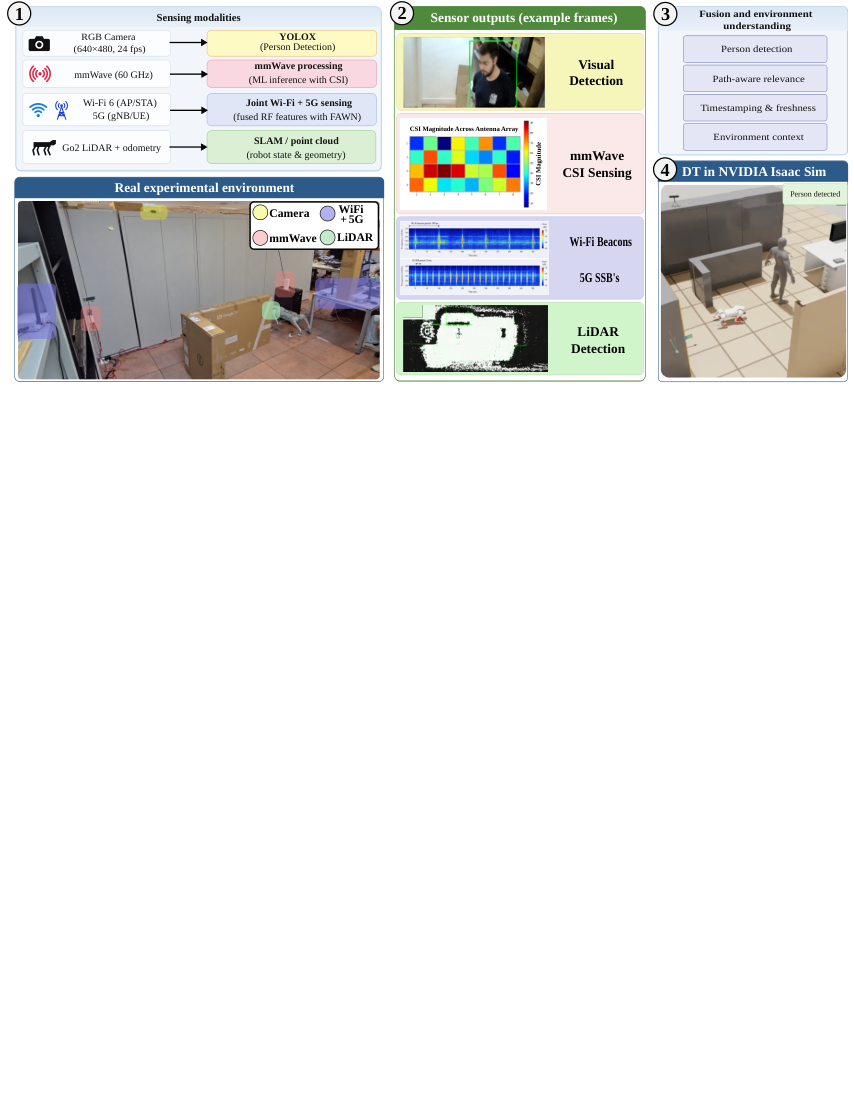 1
Sensing modalities
RGB Camera
(640×480, 24 fps)
YOLOX
(Person Detection)
mmWave (60 GHz)
mmWave processing
(ML inference with CSI)
Wi-Fi 6 (AP/STA)
5G (gNB/UE)
Joint Wi-Fi + 5G sensing
(fused RF features with FAWN)
Go2 LiDAR + odometry
SLAM / point cloud
(robot state & geometry)
Real experimental environment
Camera
WiFi
+ 5G
mmWave
LiDAR
2
Sensor outputs (example frames)
Visual
Detection
CSI Magnitude Across Antenna Array
CSI Magnitude
mmWave
CSI Sensing
Wi-Fi Beacons
5G SSB's
LiDAR
Detection
3
Fusion and environment
understanding
Person detection
Path-aware relevance
Timestamping & freshness
Environment context
4
DT in NVIDIA Isaac Sim
Person detected